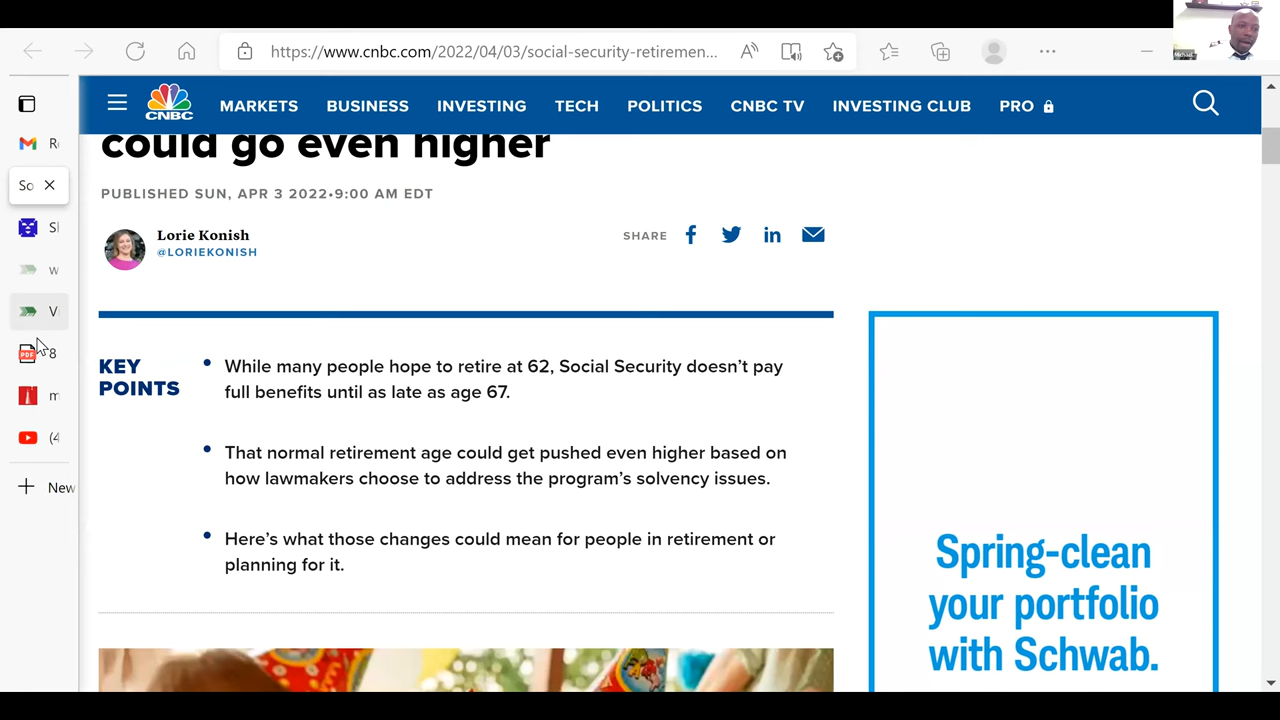 https://www.cnbc.com/2022/04/03/social-security-retiremen...
CNBC
MARKETS BUSINESS INVESTING TECH POLITICS CNBC TV INVESTING CLUB PRO
could go even higher
PUBLISHED SUN, APR 3 2022•9:00 AM EDT
Lorie Konish
@LORIEKONISH
SHARE
KEY
POINTS
• While many people hope to retire at 62, Social Security doesn't pay
full benefits until as late as age 67.
• That normal retirement age could get pushed even higher based on
how lawmakers choose to address the program's solvency issues.
• Here's what those changes could mean for people in retirement or
planning for it.
Spring-clean
your portfolio
with Schwab.
So
w
PDF 8
m
(4
New